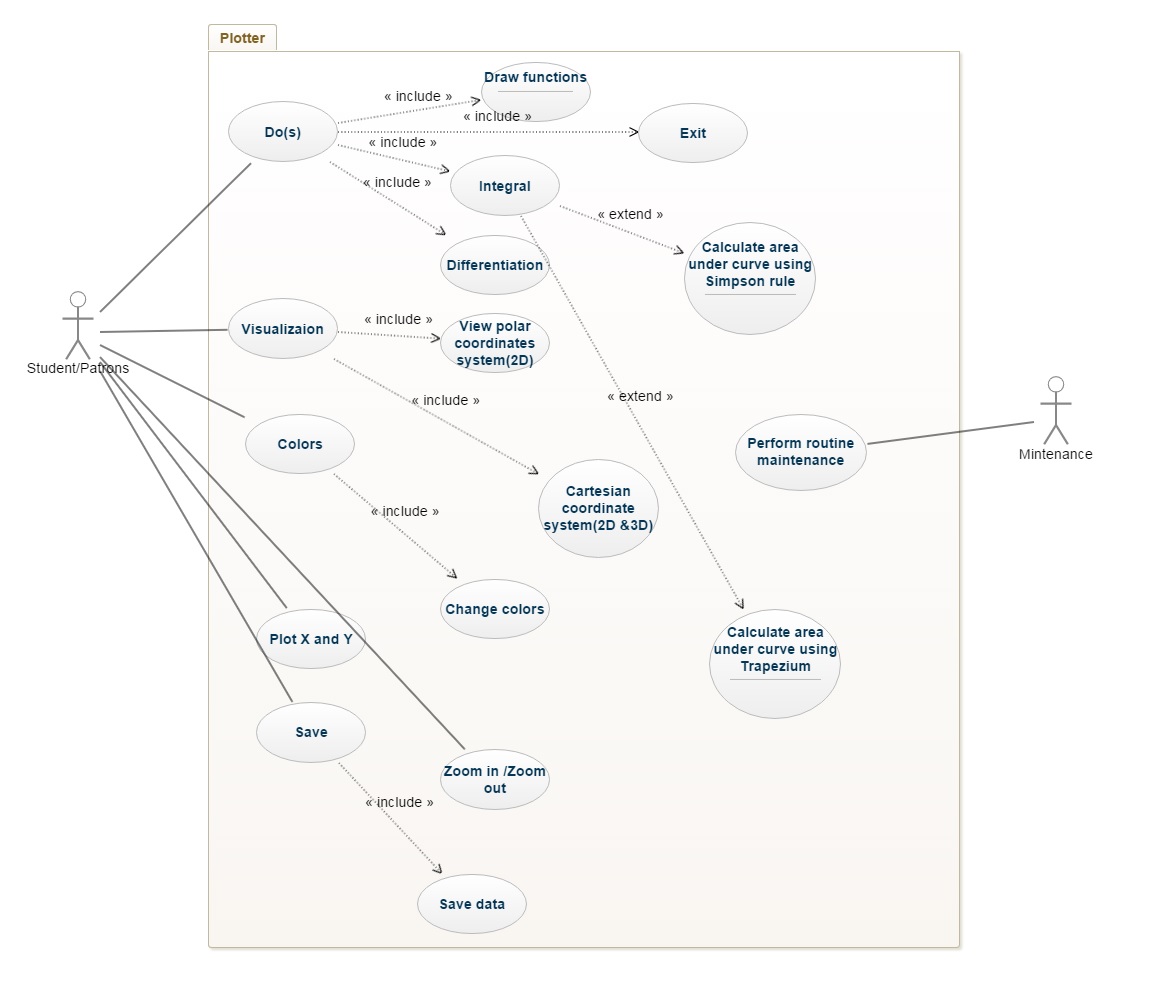 Plotter
Draw functions
« include »
« include »
Do(s)
Exit
« include »
« include »
Integral
« extend »
Calculate area
under curve using
Simpson rule
Differentiation
Visualizaion
« include »
View polar
coordinates
system(2D)
Student/Patrons
« include »
« extend »
Colors
Perform routine
maintenance
Mintenance
Cartesian
coordinate
system(2D &3D)
« include »
Change colors
Plot X and Y
Calculate area
under curve using
Trapezium
Save
Zoom in /Zoom
out
« include »
Save data